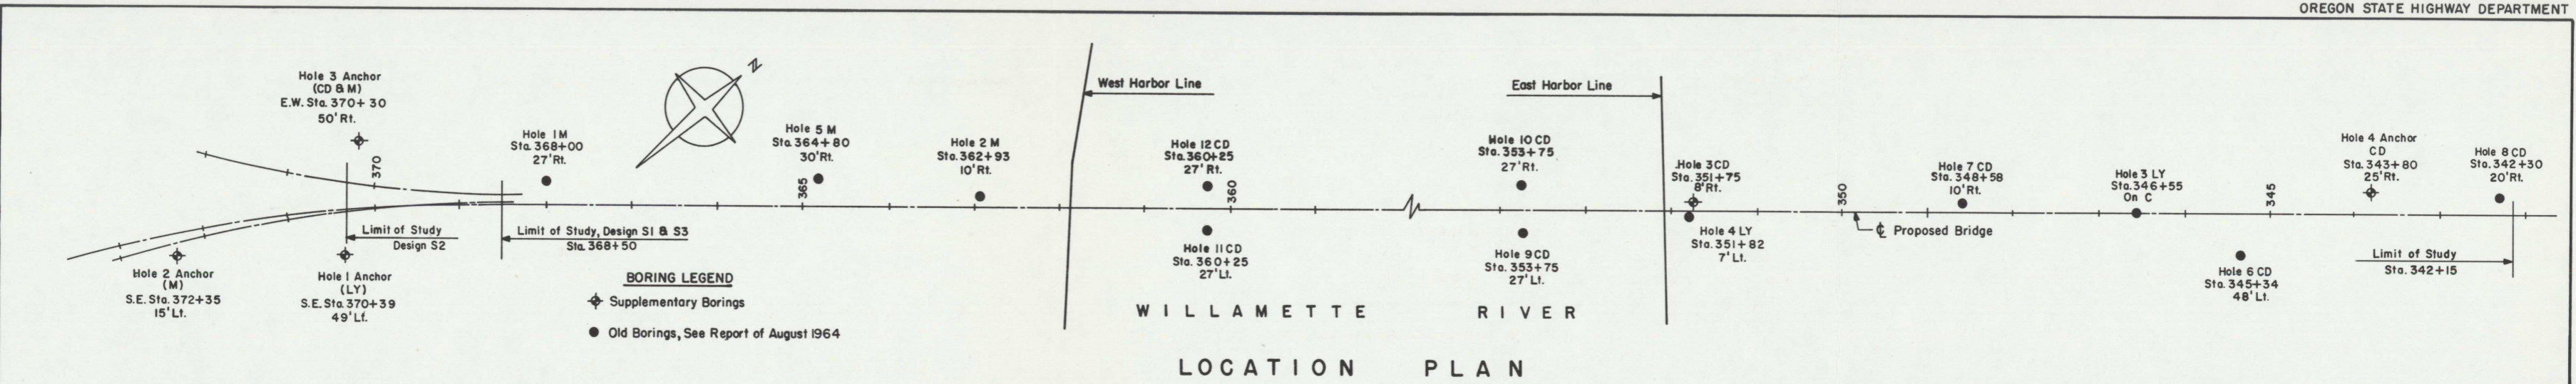 OREGON STATE HIGHWAY DEPARTMENT
Hole 3 Anchor
(CD & M)
E.W. Sta. 370+30
50' Rt.
370
Hole 1 M
Sta. 368+00
27' Rt.
N
Hole 5 M
Sta. 364+80
30' Rt.
365
Hole 2 M
Sta. 362+93
10' Rt.
West Harbor Line
Hole 12 CD
Sta. 360+25
27' Rt.
360
East Harbor Line
Hole 10 CD
Sta. 353+75
27' Rt.
Hole 3 CD
Sta. 351+75
8' Rt.
350
Hole 7 CD
Sta. 348+58
10' Rt.
Hole 3 LY
Sta. 346+55
On C
345
Hole 4 Anchor
CD
Sta. 343+80
25' Rt.
Hole 8 CD
Sta. 342+30
20' Rt.
Limit of Study
Design S2
Limit of Study, Design S1 & S3
Sta. 368+50
Hole 2 Anchor
(M)
S.E. Sta. 372+35
15' Lt.
Hole 1 Anchor
(LY)
S.E. Sta. 370+39
49' Lt.
BORING LEGEND
Supplementary Borings
Old Borings, See Report of August 1964
Hole 11 CD
Sta. 360+25
27' Lt.
Hole 9 CD
Sta. 353+75
27' Lt.
Hole 4 LY
Sta. 351+82
7' Lt.
℄ Proposed Bridge
Hole 6 CD
Sta. 345+34
48' Lt.
Limit of Study
Sta. 342+15
WILLAMETTE RIVER
LOCATION PLAN